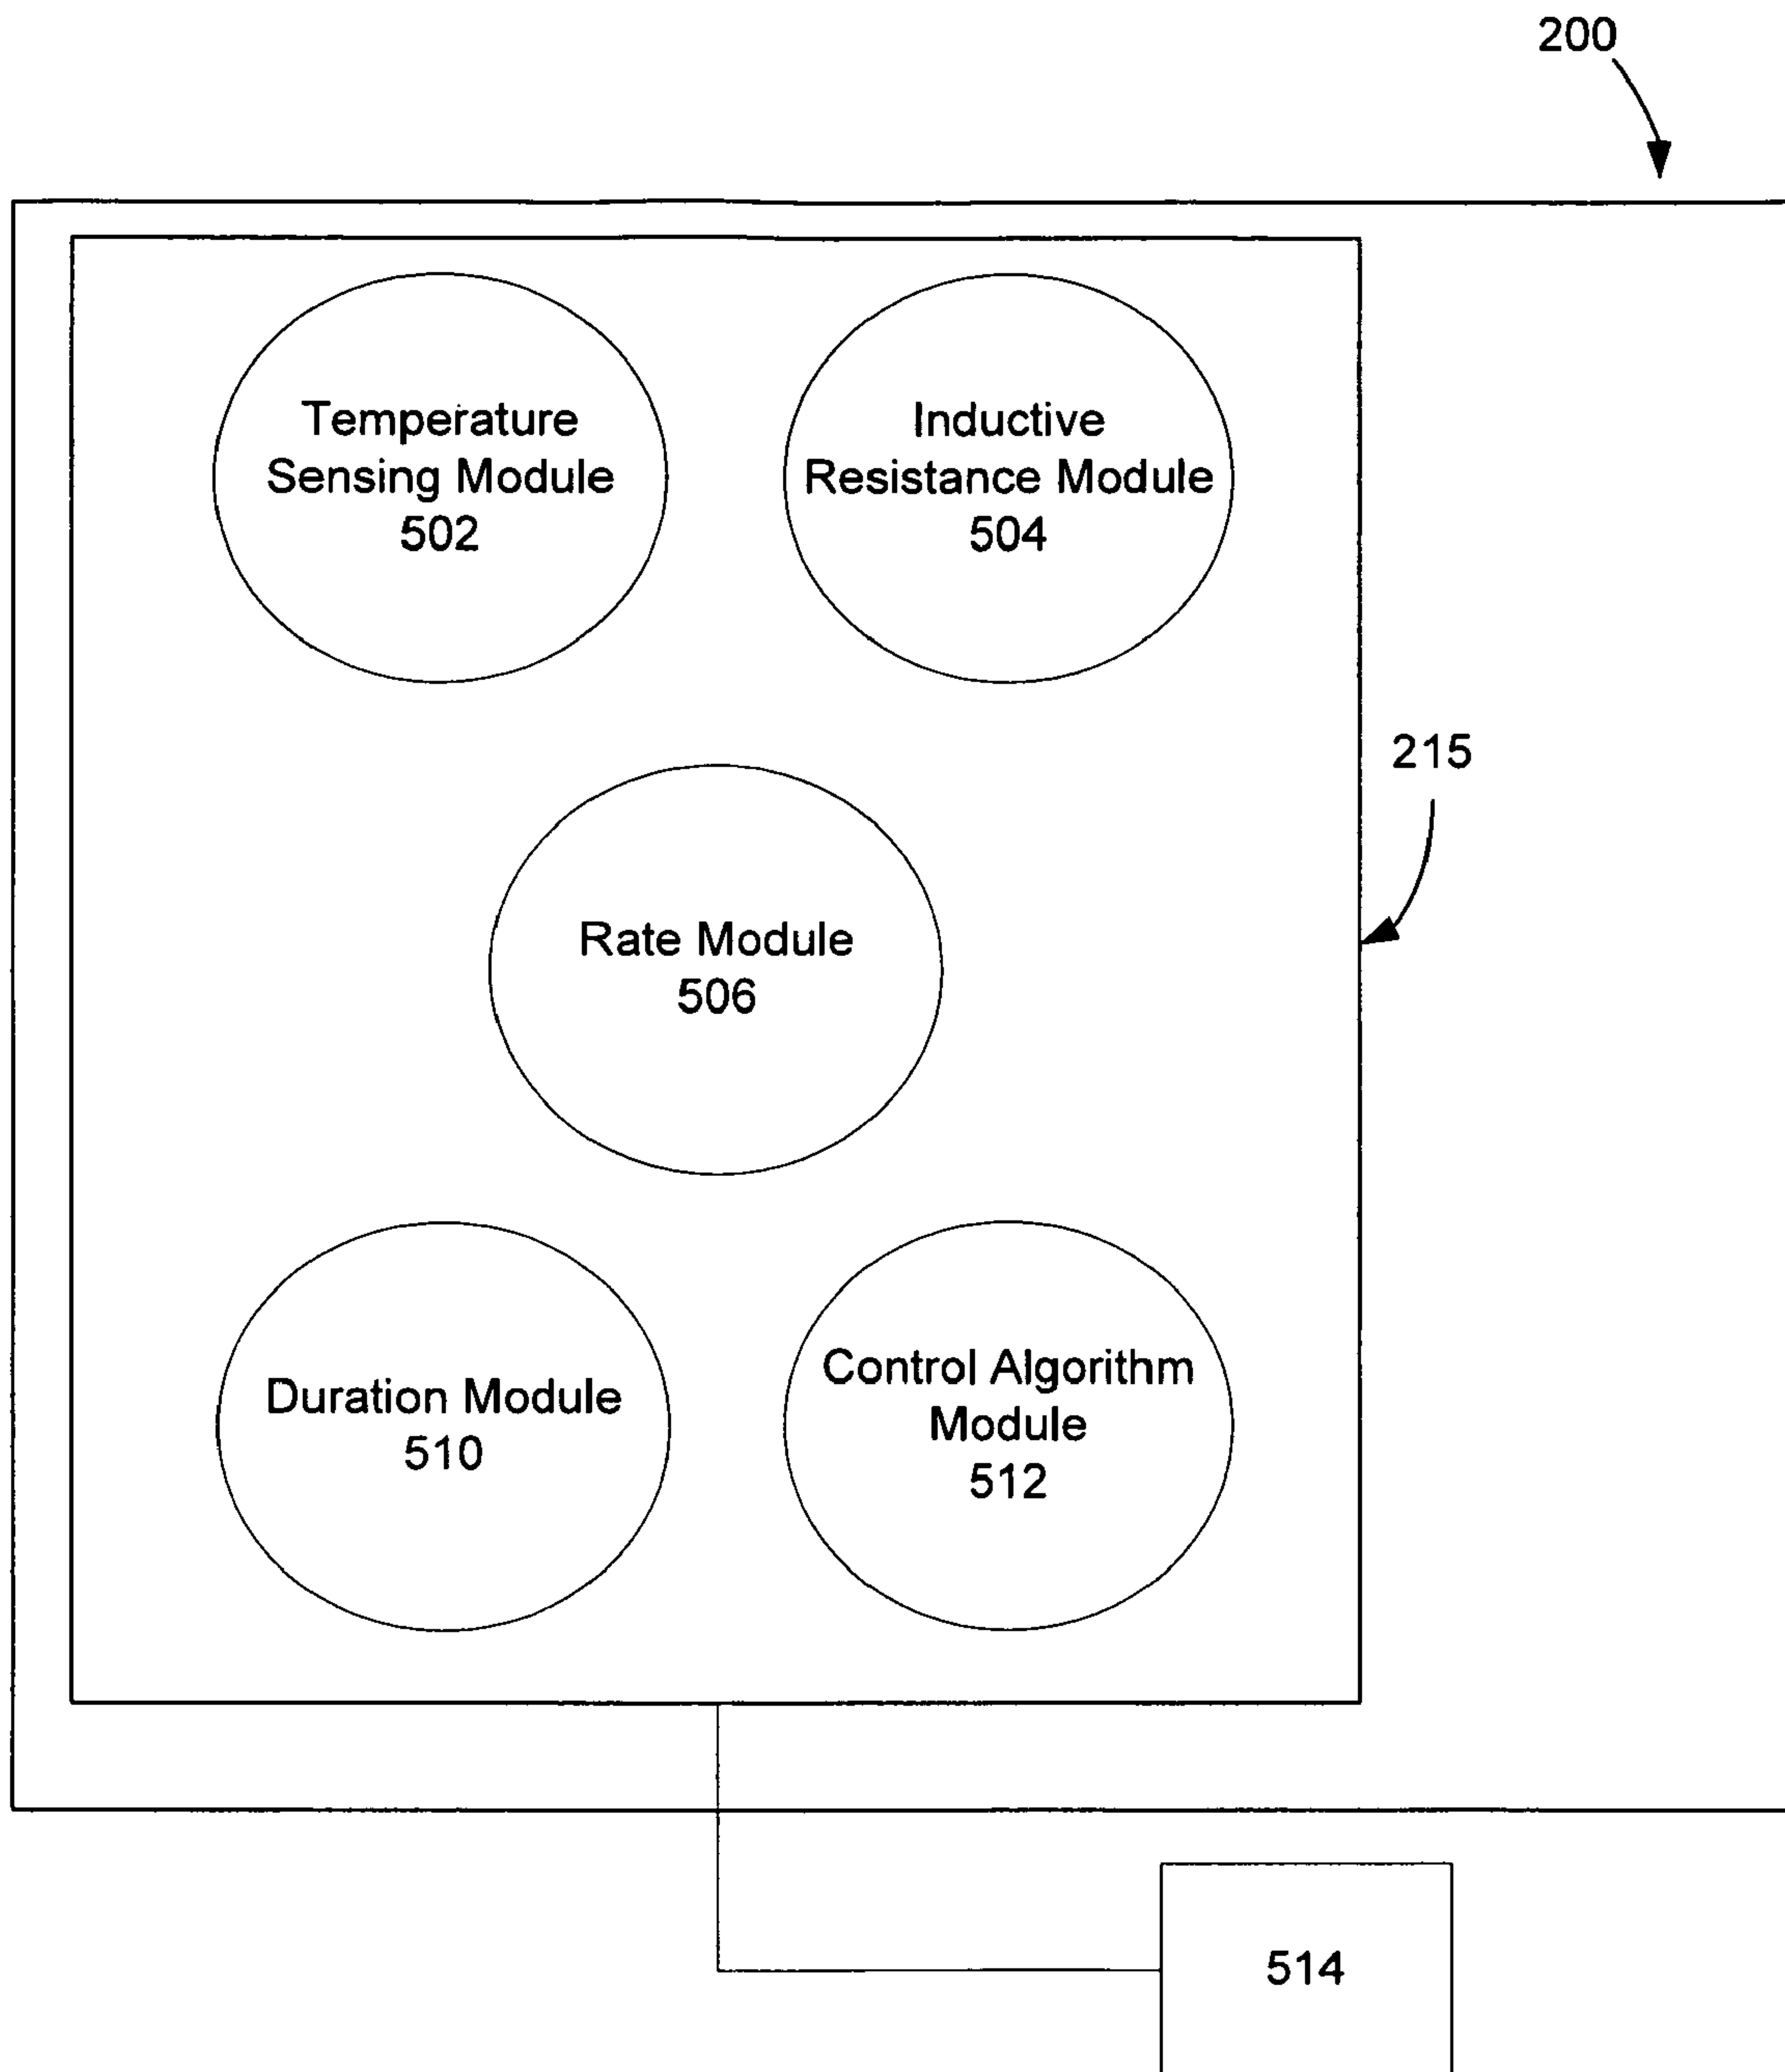 200
Temperature
Sensing Module
502
Inductive
Resistance Module
504
215
Rate Module
506
Duration Module
510
Control Algorithm
Module
512
514